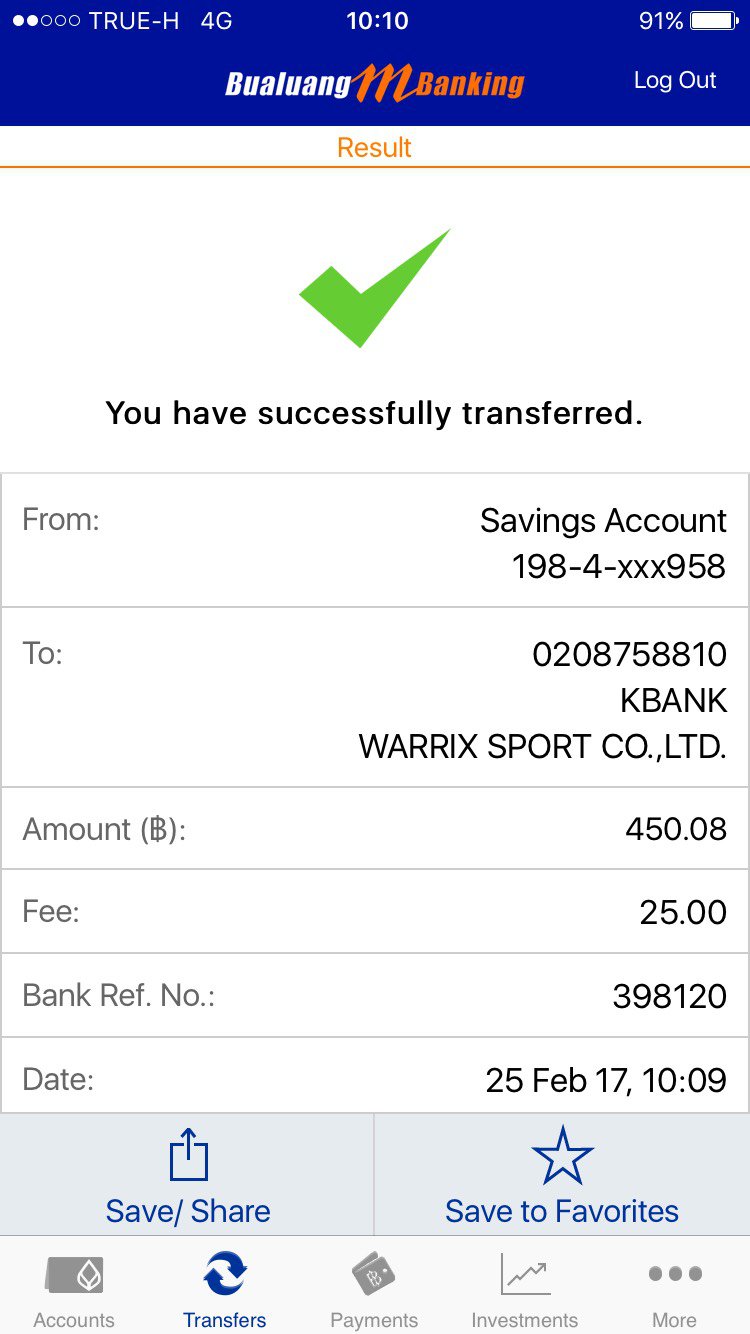 TRUE-H 4G 10:10 91%
Bualuang mBanking Log Out
Result
You have successfully transferred.
From: Savings Account
198-4-xxx958
To: 0208758810
KBANK
WARRIX SPORT CO.,LTD.
Amount (฿): 450.08
Fee: 25.00
Bank Ref. No.: 398120
Date: 25 Feb 17, 10:09
Save/ Share Save to Favorites
Accounts Transfers Payments Investments More